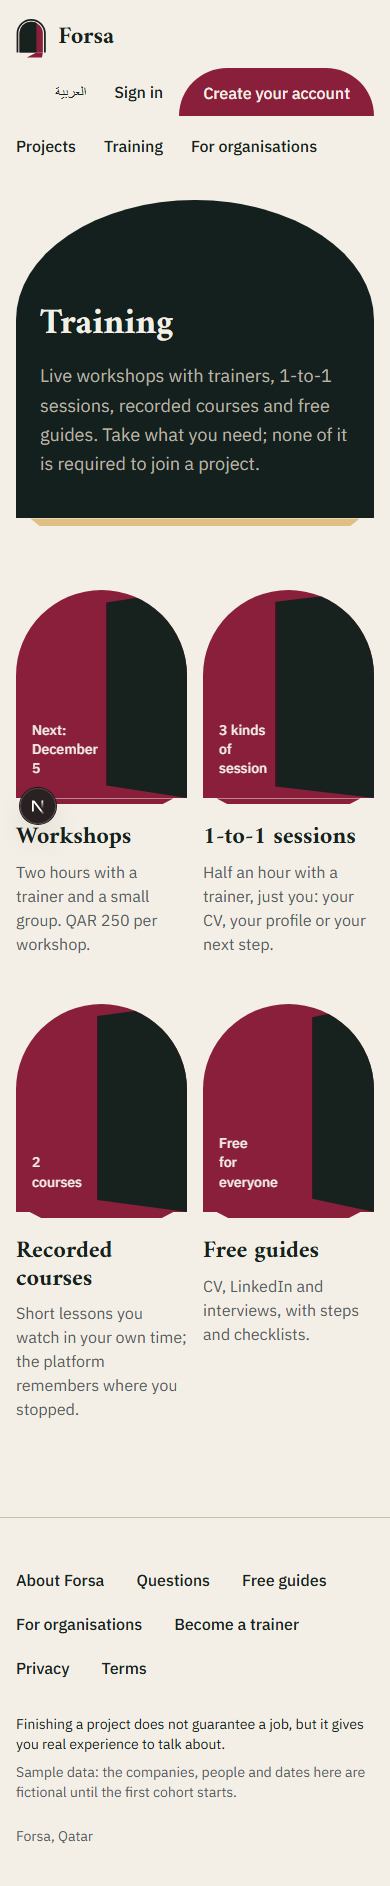 Forsa
العربية
Sign in
Create your account
Projects
Training
For organisations
Training
Live workshops with trainers, 1-to-1
sessions, recorded courses and free
guides. Take what you need; none of it
is required to join a project.
Next:
December
5
3 kinds
of
session
N
Workshops
Two hours with a
trainer and a small
group. QAR 250 per
workshop.
1-to-1 sessions
Half an hour with a
trainer, just you: your
CV, your profile or your
next step.
2
courses
Free
for
everyone
Recorded
courses
Short lessons you
watch in your own time;
the platform
remembers where you
stopped.
Free guides
CV, LinkedIn and
interviews, with steps
and checklists.
About Forsa
Questions
Free guides
For organisations
Become a trainer
Privacy
Terms
Finishing a project does not guarantee a job, but it gives
you real experience to talk about.
Sample data: the companies, people and dates here are
fictional until the first cohort starts.
Forsa, Qatar